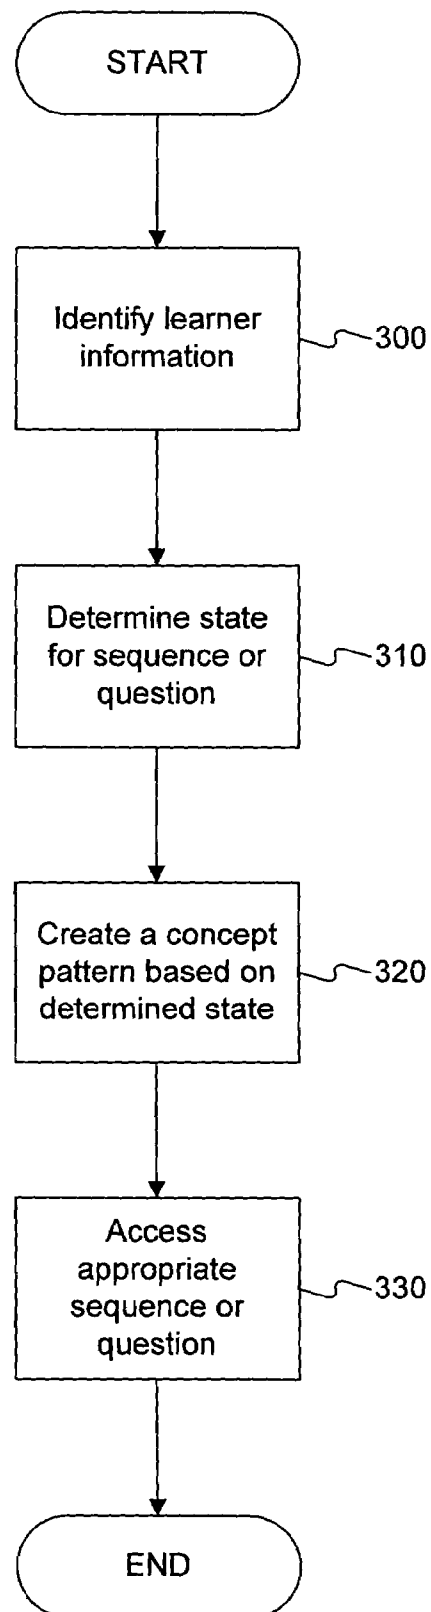 START
Identify learner
information
300
Determine state
for sequence or
question
310
Create a concept
pattern based on
determined state
320
Access
appropriate
sequence or
question
330
END